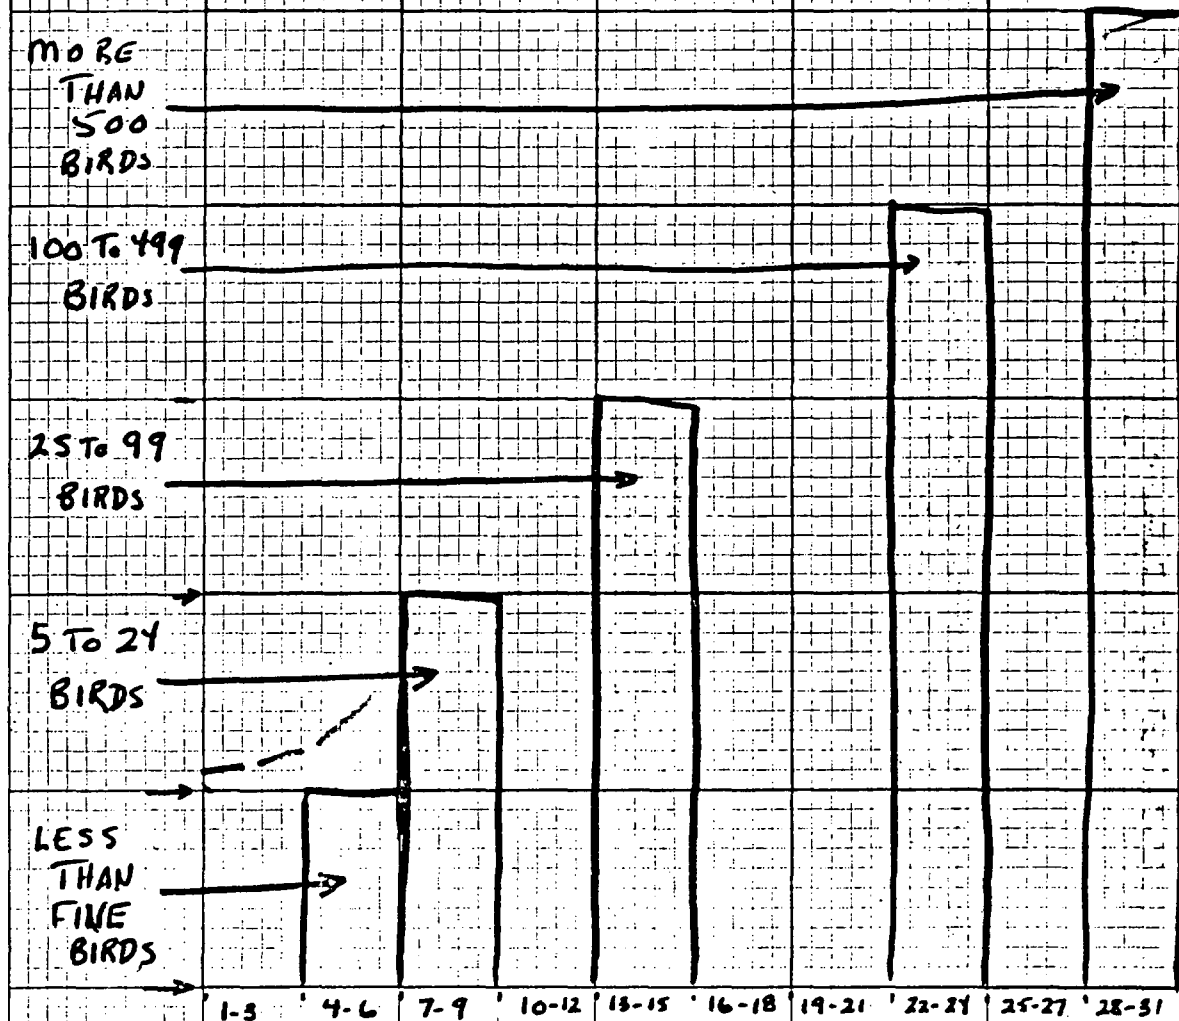 MORE
THAN
500
BIRDS
100 To 499
BIRDS
25 To 99
BIRDS
5 To 24
BIRDS
LESS
THAN
FIVE
BIRDS
1-3 4-6 7-9 10-12 13-15 16-18 19-21 22-24 25-27 28-31